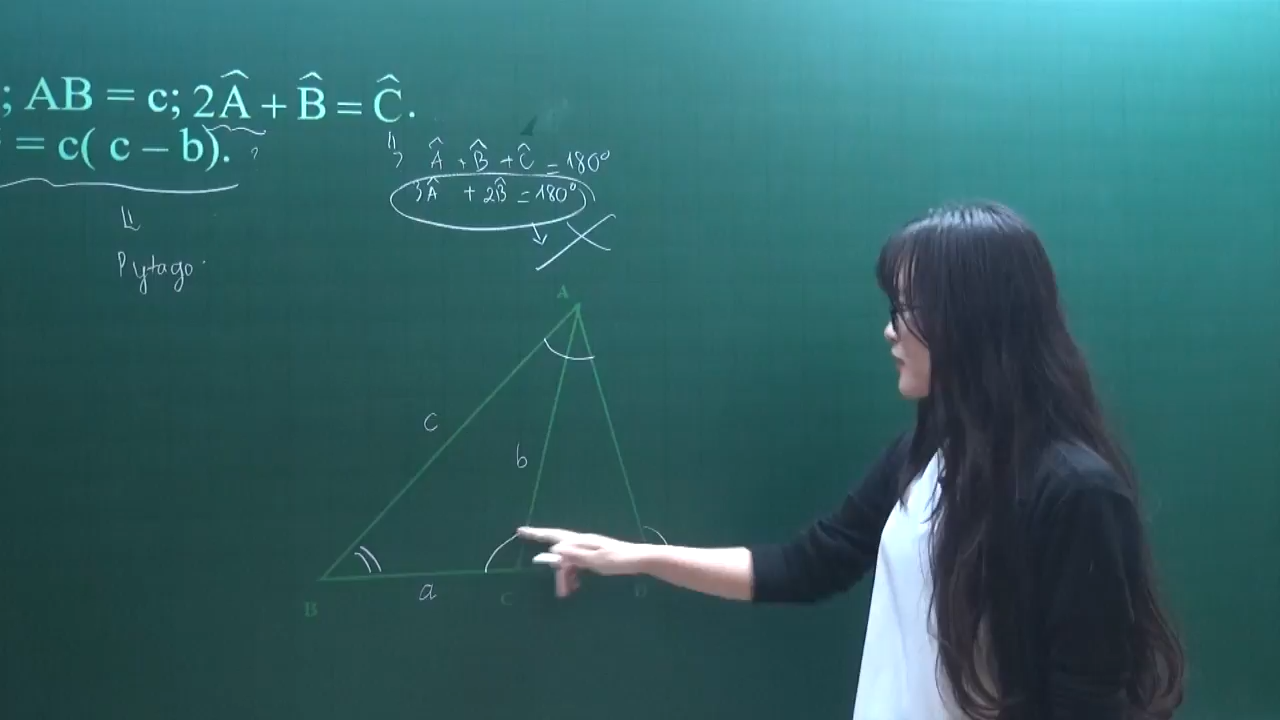 ; AB = c; 2Â + B̂ = Ĉ.
= c( c – b). ?
Â + B̂ + Ĉ = 180°
3Â + 2B̂ = 180°
Pytago
A
c
b
B
a
C